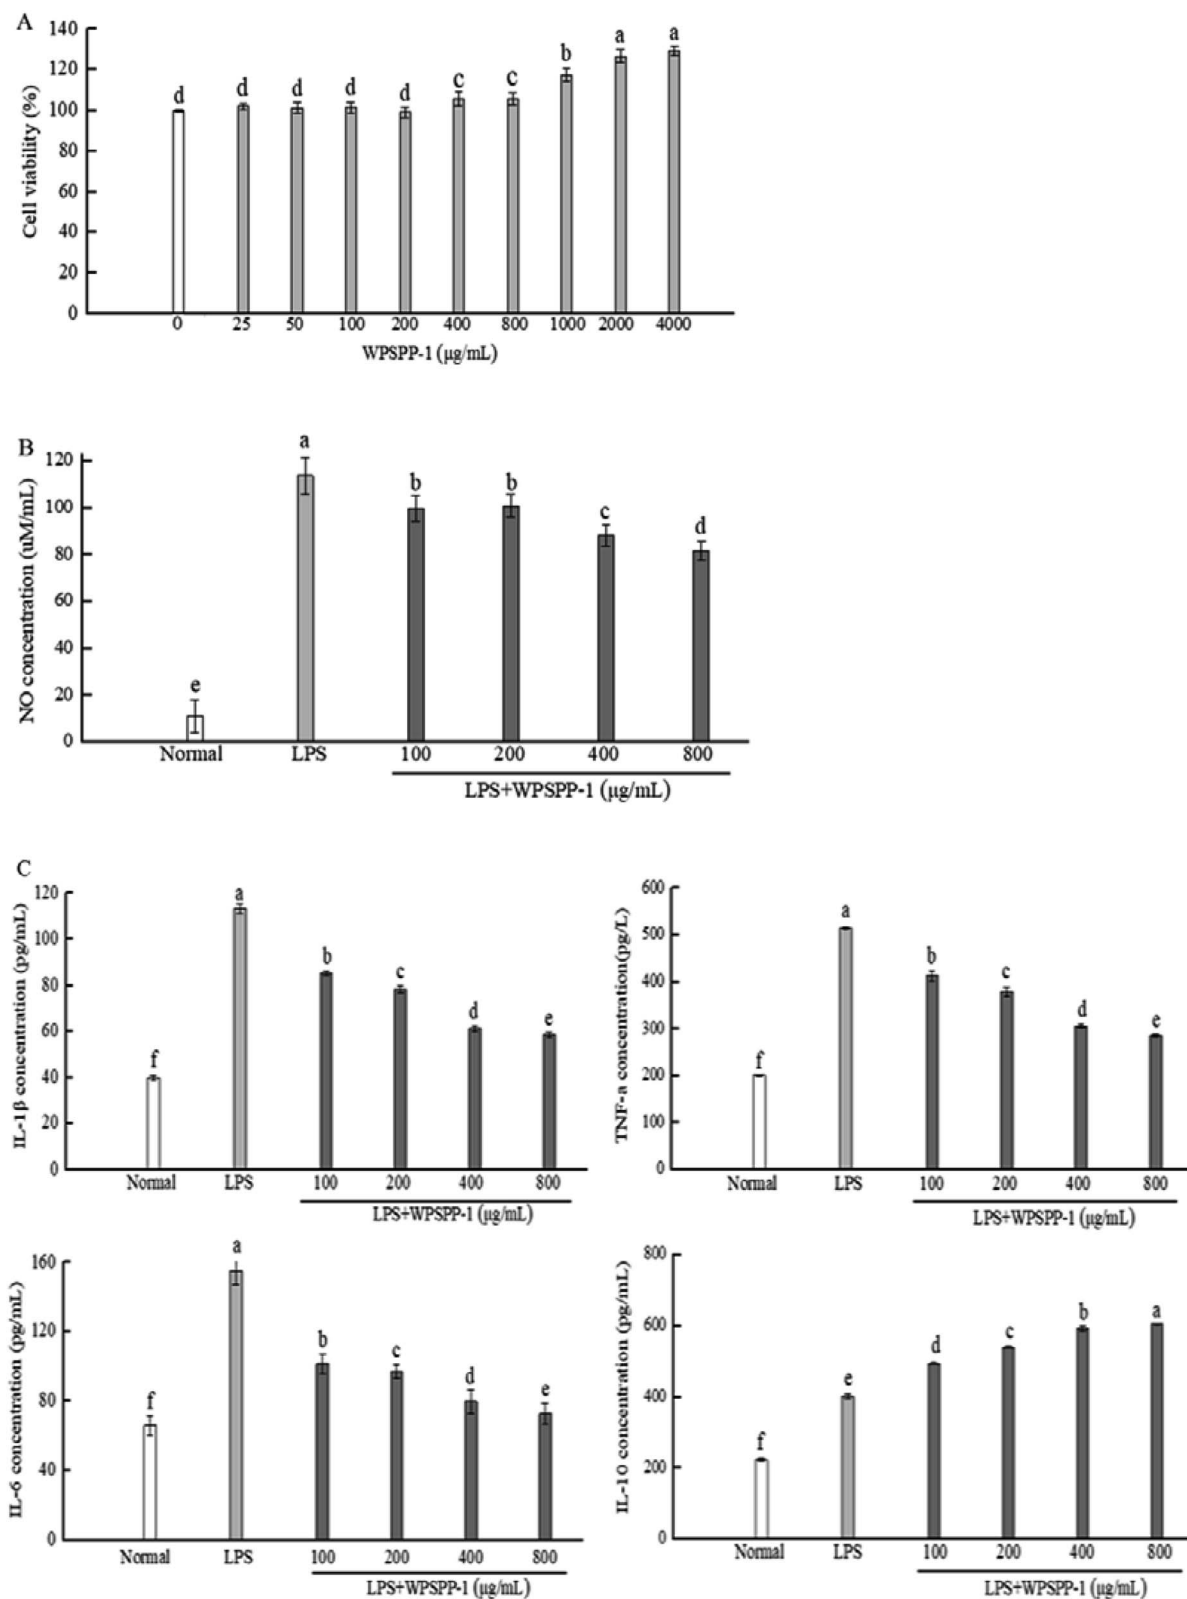 A
Cell viability (%)
140
120
100
80
60
40
20
0
d d d d d c c b a a
0 25 50 100 200 400 800 1000 2000 4000
WPSPP-1 (μg/mL)
B
NO concentration (uM/mL)
120
100
80
60
40
20
0
e a b b c d
Normal LPS 100 200 400 800
LPS+WPSPP-1 (μg/mL)
C
IL-1β concentration (pg/mL)
120
100
80
60
40
20
0
f a b c d e
Normal LPS 100 200 400 800
LPS+WPSPP-1 (μg/mL)
TNF-a concentration(pg/L)
600
500
400
300
200
100
0
f a b c d e
Normal LPS 100 200 400 800
LPS+WPSPP-1 (μg/mL)
IL-6 concentration (pg/mL)
160
120
80
40
0
f a b c d e
Normal LPS 100 200 400 800
LPS+WPSPP-1 (μg/mL)
IL-10 concentration (pg/mL)
800
600
400
200
0
f e d c b a
Normal LPS 100 200 400 800
LPS+WPSPP-1 (μg/mL)